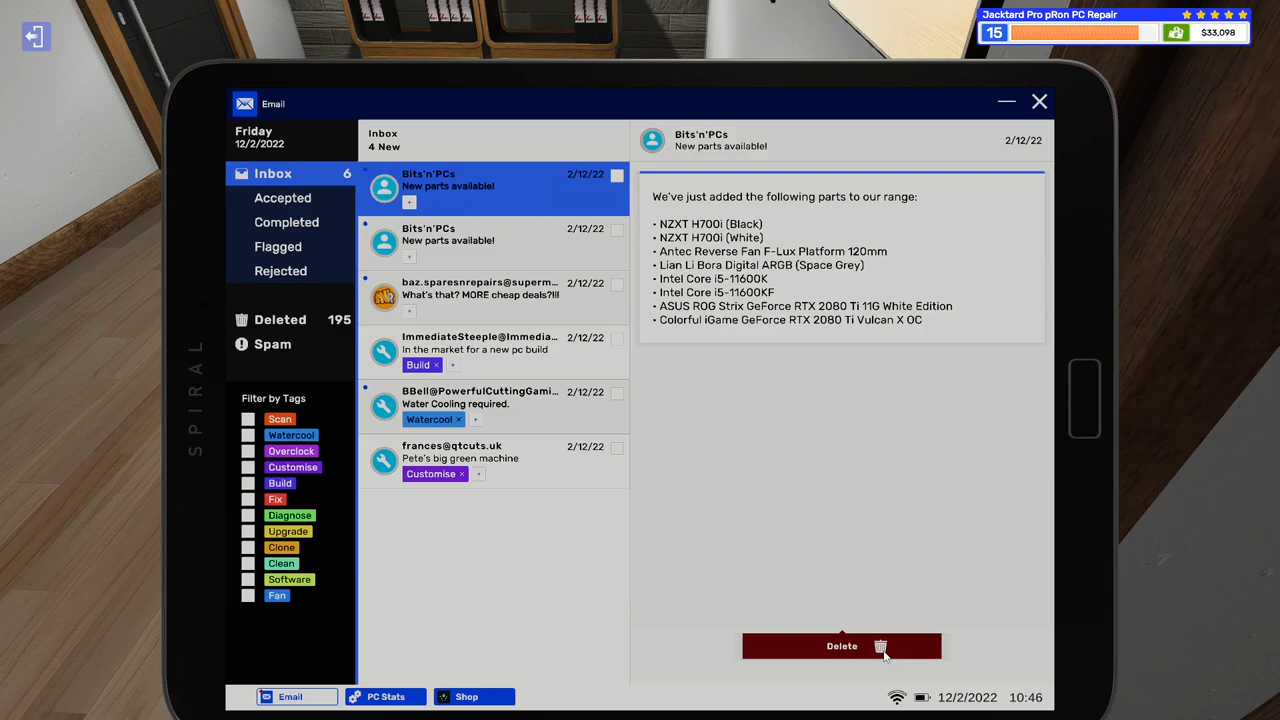 Jacktard Pro pRon PC Repair
15
$33,098
Email
Friday
12/2/2022
Inbox 6
Accepted
Completed
Flagged
Rejected
Deleted 195
Spam
Filter by Tags
Scan
Watercool
Overclock
Customise
Build
Fix
Diagnose
Upgrade
Clone
Clean
Software
Fan
Inbox
4 New
Bits'n'PCs 2/12/22
New parts available!
+
Bits'n'PCs 2/12/22
New parts available!
+
baz.sparesnrepairs@superm... 2/12/22
What's that? MORE cheap deals?!!!
+
ImmediateSteeple@Immedia... 2/12/22
In the market for a new pc build
Build × +
BBell@PowerfulCuttingGami... 2/12/22
Water Cooling required.
Watercool × +
frances@qtcuts.uk 2/12/22
Pete's big green machine
Customise × +
Bits'n'PCs 2/12/22
New parts available!
We've just added the following parts to our range:
• NZXT H700i (Black)
• NZXT H700i (White)
• Antec Reverse Fan F-Lux Platform 120mm
• Lian Li Bora Digital ARGB (Space Grey)
• Intel Core i5-11600K
• Intel Core i5-11600KF
• ASUS ROG Strix GeForce RTX 2080 Ti 11G White Edition
• Colorful iGame GeForce RTX 2080 Ti Vulcan X OC
Delete
SPIRAL
Email PC Stats Shop 12/2/2022 10:46